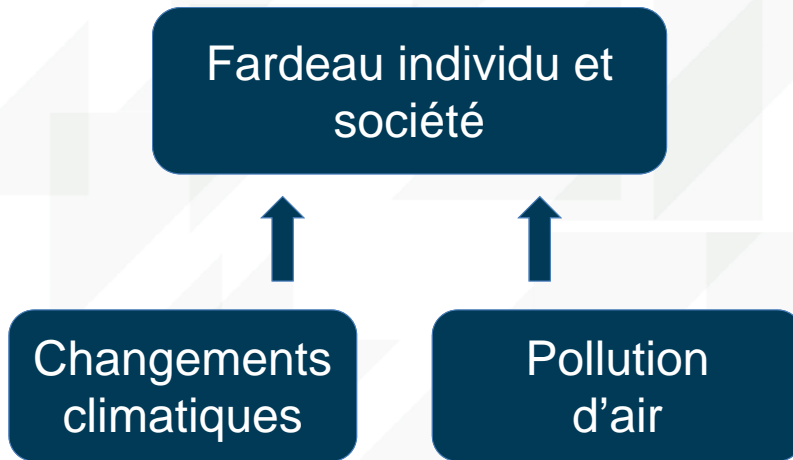 Fardeau individu et
société
Changements
climatiques
Pollution
d’air